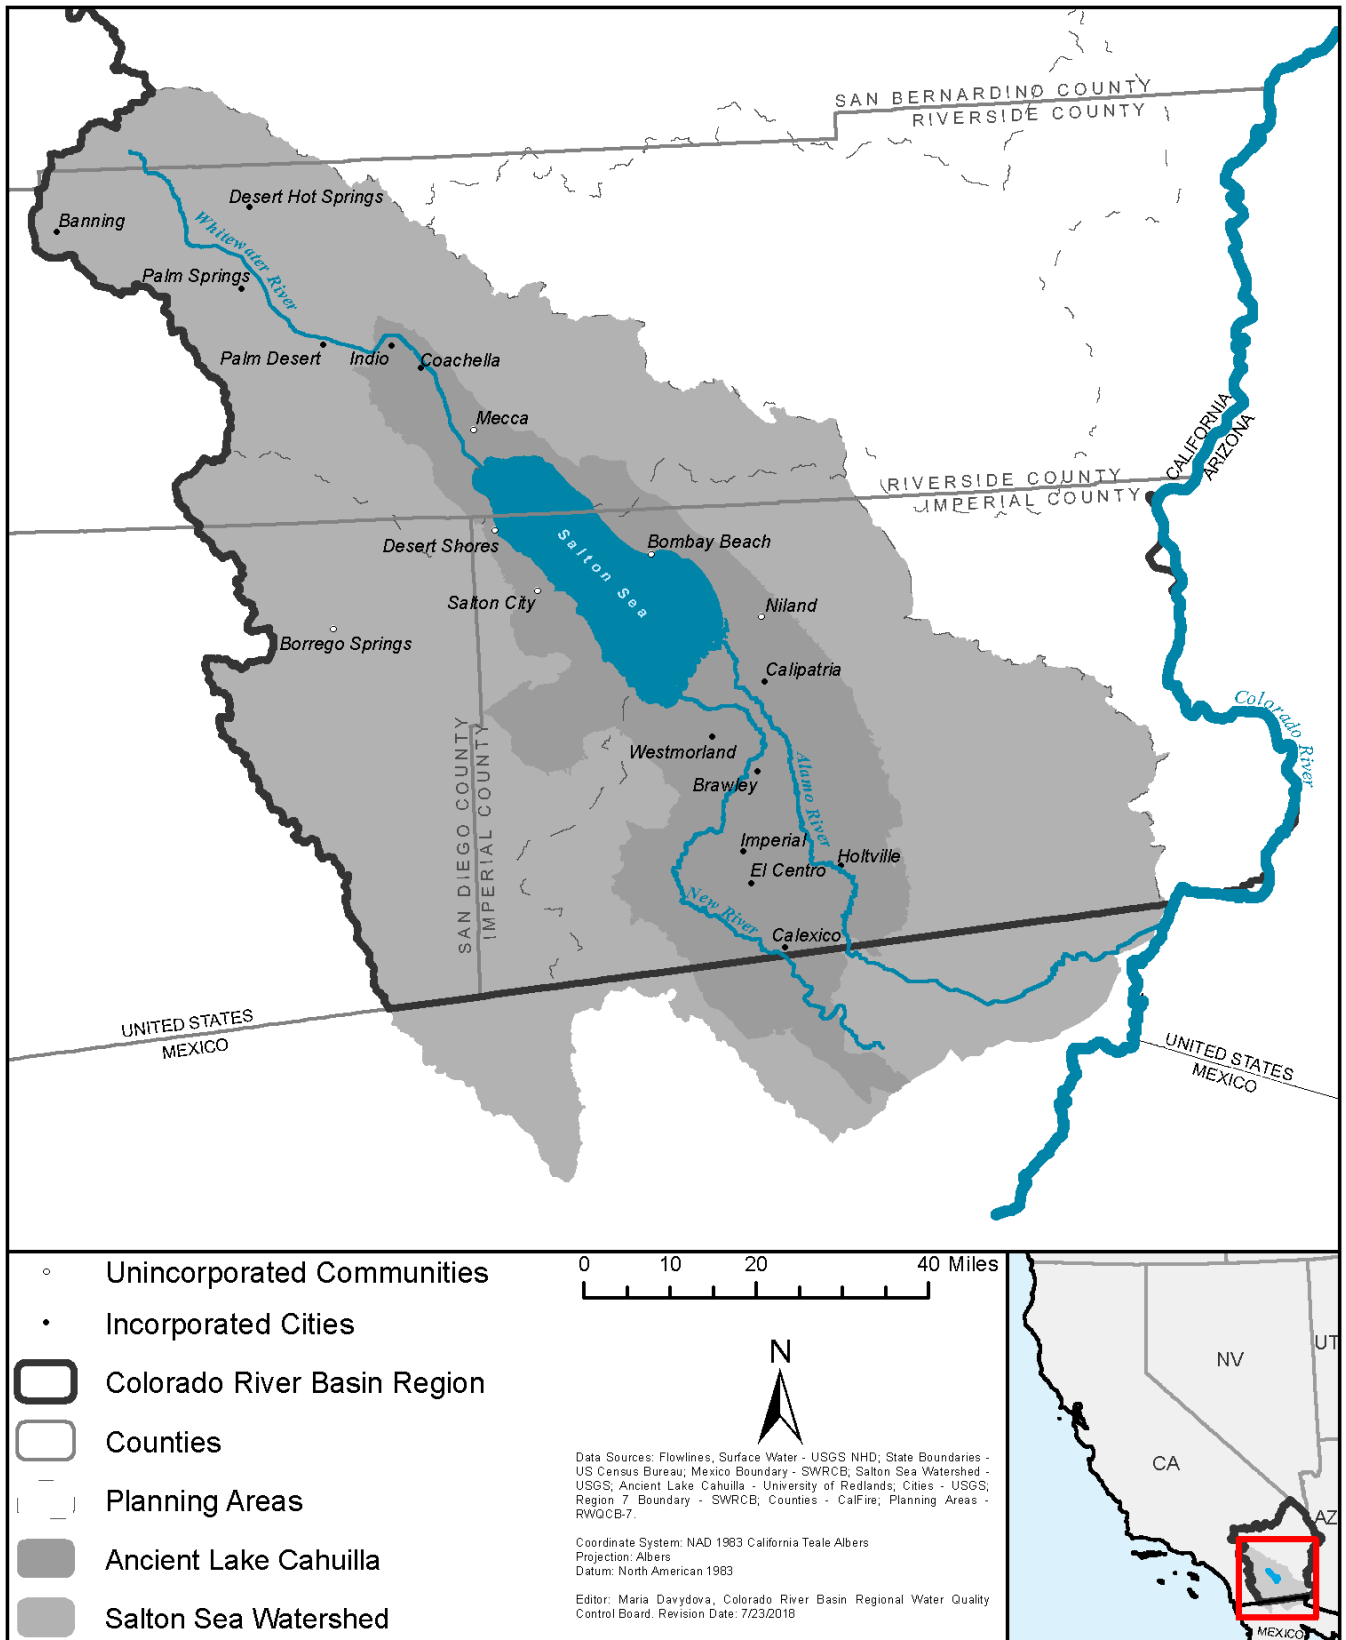 SAN BERNARDINO COUNTY
RIVERSIDE COUNTY
Desert Hot Springs
Banning
Whitewater River
Palm Springs
Palm Desert
Indio
Coachella
Mecca
CALIFORNIA
ARIZONA
RIVERSIDE COUNTY
IMPERIAL COUNTY
Desert Shores
Salton Sea
Bombay Beach
Salton City
Niland
Borrego Springs
Calipatria
Colorado River
SAN DIEGO COUNTY
IMPERIAL COUNTY
Westmorland
Brawley
Alamo River
Imperial
Holtville
El Centro
New River
Calexico
UNITED STATES
MEXICO
UNITED STATES
MEXICO
Unincorporated Communities
Incorporated Cities
Colorado River Basin Region
Counties
Planning Areas
Ancient Lake Cahuilla
Salton Sea Watershed
0 10 20 40 Miles
N
Data Sources: Flowlines, Surface Water - USGS NHD; State Boundaries -
US Census Bureau; Mexico Boundary - SWRCB; Salton Sea Watershed -
USGS; Ancient Lake Cahuilla - University of Redlands; Cities - USGS;
Region 7 Boundary - SWRCB; Counties - CalFire; Planning Areas -
RWQCB-7.
Coordinate System: NAD 1983 California Teale Albers
Projection: Albers
Datum: North American 1983
Editor: Maria Davydova, Colorado River Basin Regional Water Quality
Control Board. Revision Date: 7/23/2018
NV
UT
CA
AZ
MEXICO